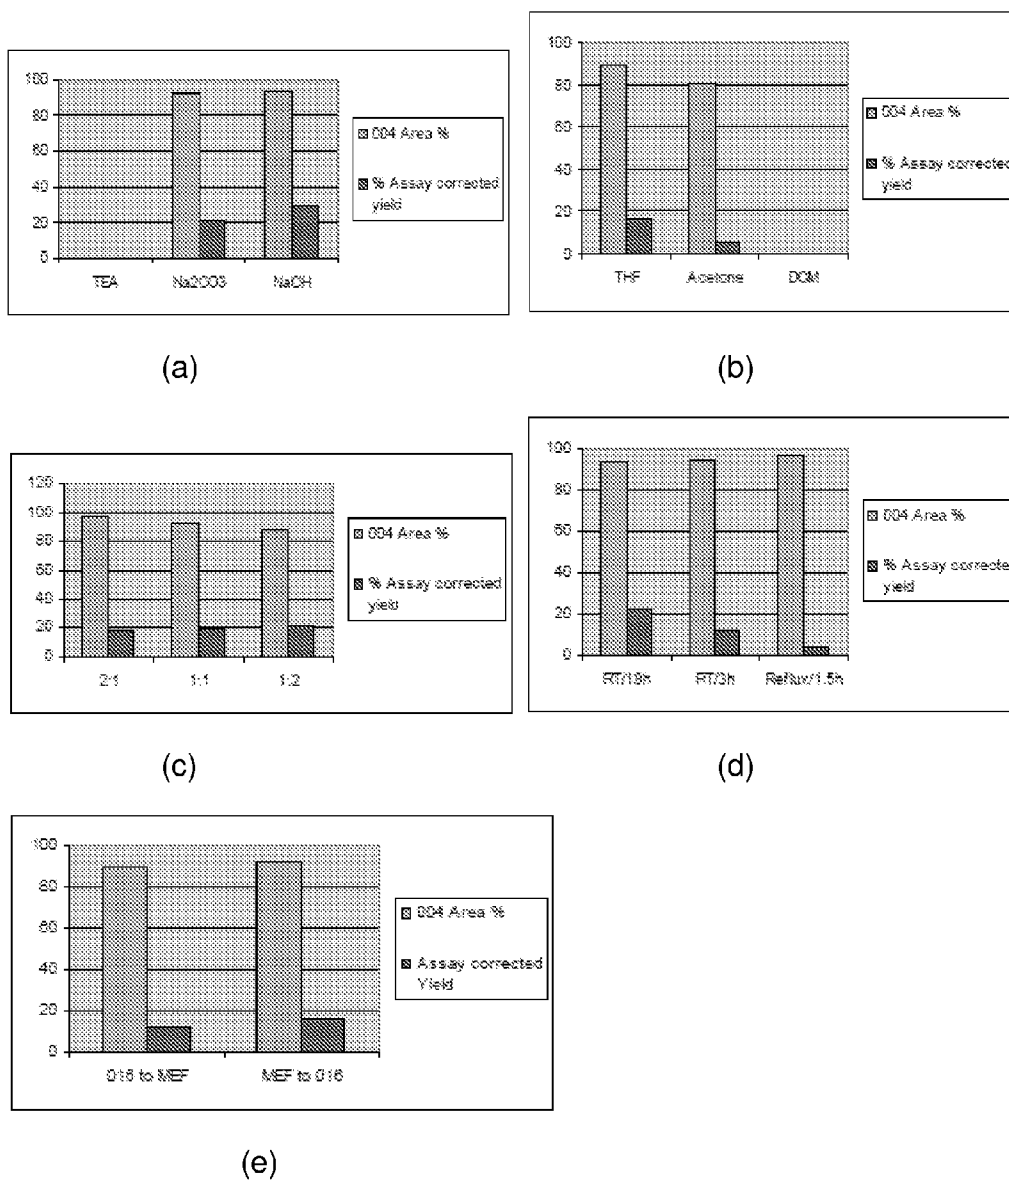 100
80
60
40
20
0
TEA Na2CO3 NaOH
004 Area %
% Assay corrected
yield
(a)
100
80
60
40
20
0
THF Acetone DCM
004 Area %
% Assay corrected
yield
(b)
120
100
80
60
40
20
0
2:1 1:1 1:2
004 Area %
% Assay corrected
yield
(c)
100
80
60
40
20
0
RT/18h RT/3h Reflux/1.5h
004 Area %
% Assay corrected
yield
(d)
100
80
60
40
20
0
016 to MEF MEF to 016
004 Area %
Assay corrected
Yield
(e)